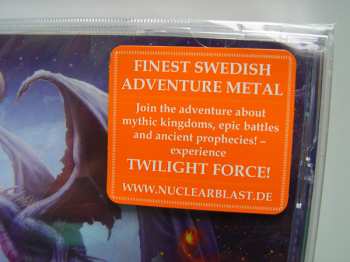 FINEST SWEDISH
ADVENTURE METAL
Join the adventure about
mythic kingdoms, epic battles
and ancient prophecies! –
experience
TWILIGHT FORCE!
WWW.NUCLEARBLAST.DE